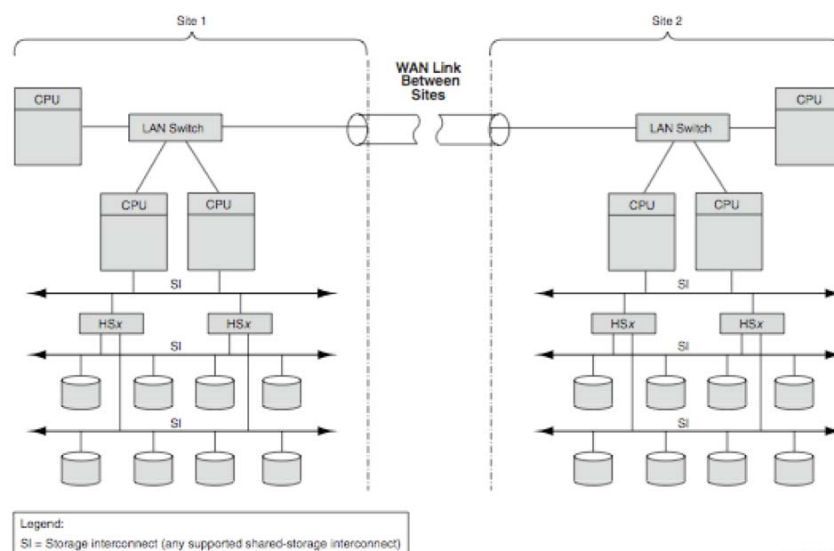 Site 1
Site 2
WAN Link
Between
Sites
CPU
CPU
LAN Switch
LAN Switch
CPU
CPU
CPU
CPU
SI
SI
HSx
HSx
HSx
HSx
SI
SI
SI
SI
Legend:
SI = Storage interconnect (any supported shared-storage interconnect)